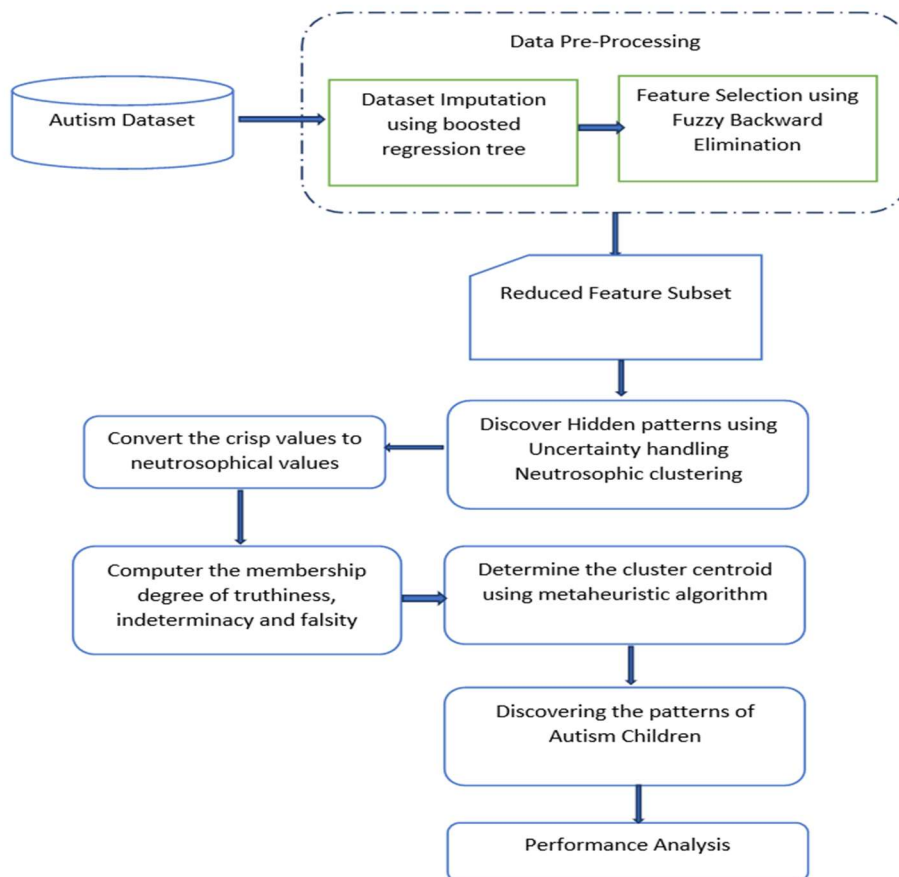 Data Pre-Processing
Autism Dataset
Dataset Imputation
using boosted
regression tree
Feature Selection using
Fuzzy Backward
Elimination
Reduced Feature Subset
Discover Hidden patterns using
Uncertainty handling
Neutrosophic clustering
Convert the crisp values to
neutrosophical values
Computer the membership
degree of truthiness,
indeterminacy and falsity
Determine the cluster centroid
using metaheuristic algorithm
Discovering the patterns of
Autism Children
Performance Analysis